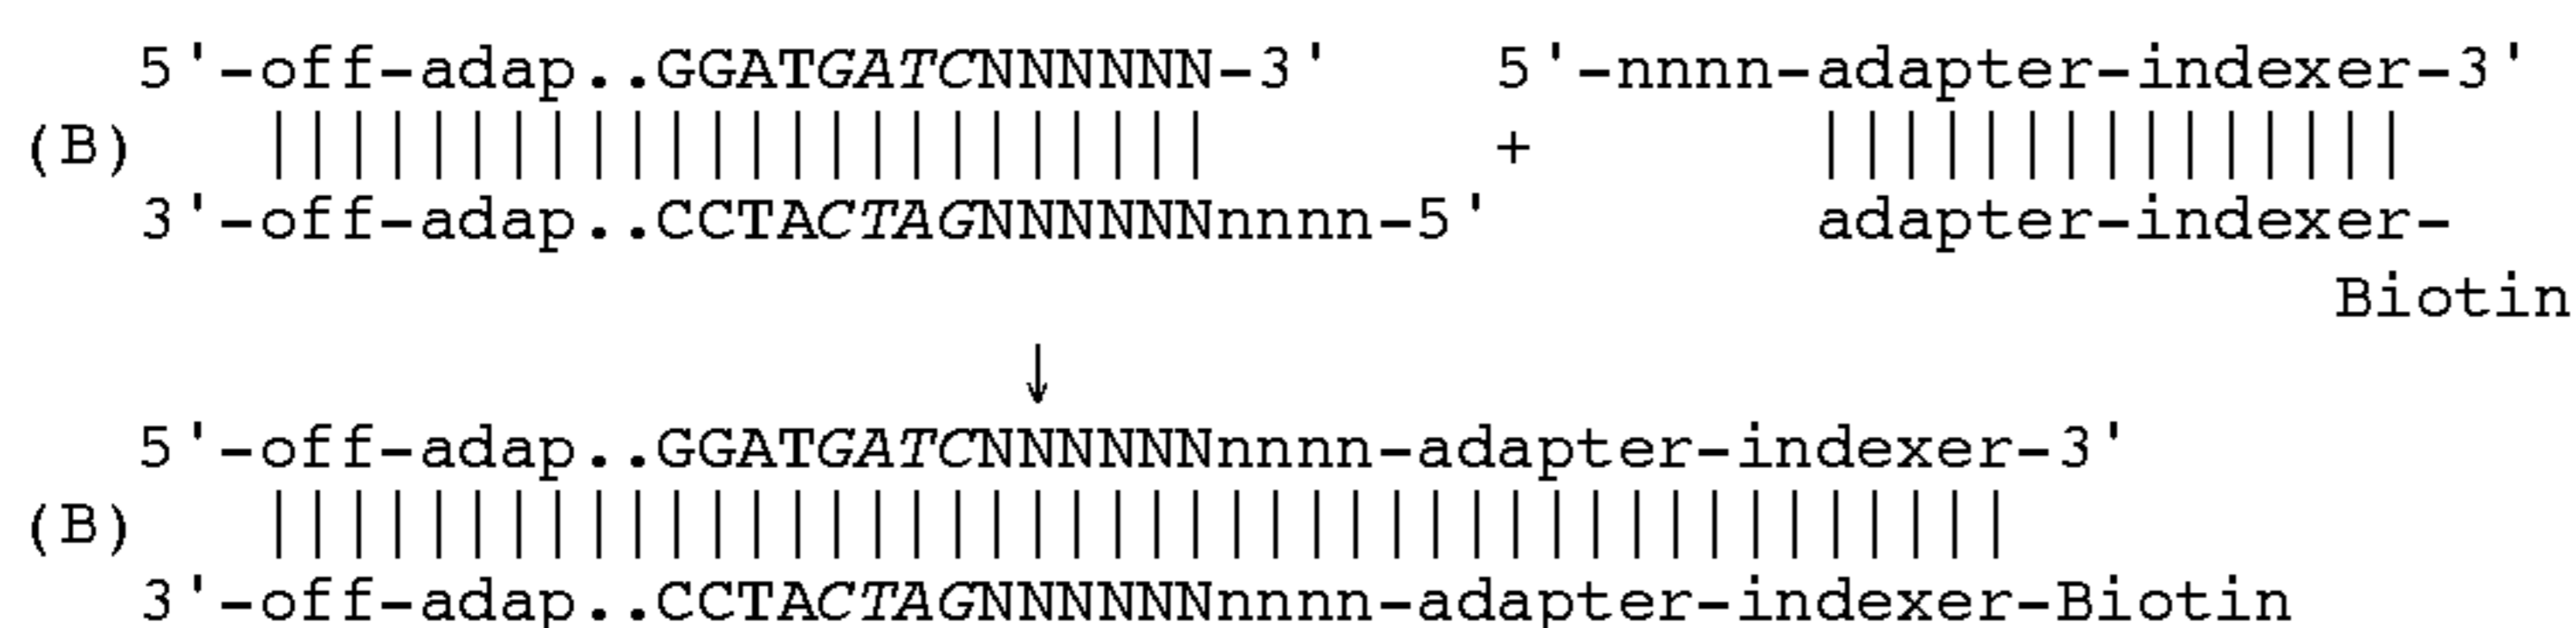 5'-off-adap..GGATGATCNNNNNN-3' 5'-nnnn-adapter-indexer-3'
(B) ||||||||||||||||||||||||  + |||||||||||||||
3'-off-adap..CCTACTAGNNNNNNnnnn-5' adapter-indexer-
Biotin
↓
5'-off-adap..GGATGATCNNNNNNnnnn-adapter-indexer-3'
(B) ||||||||||||||||||||||||||||||||||||||||||||
3'-off-adap..CCTACTAGNNNNNNnnnn-adapter-indexer-Biotin